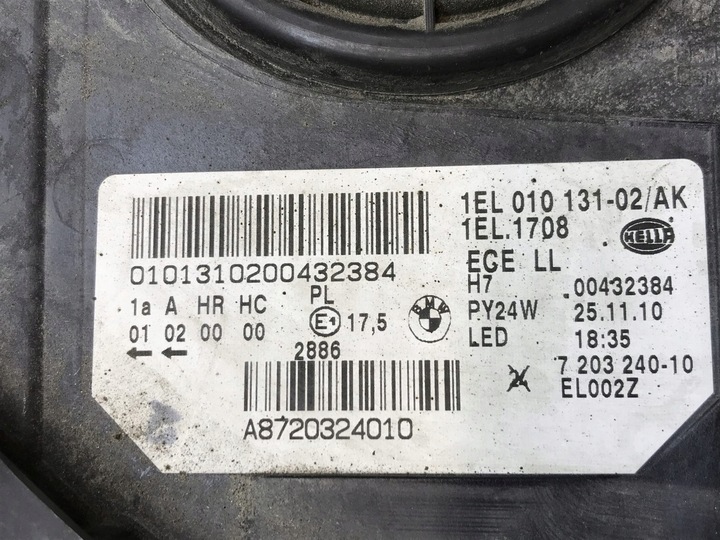 1EL 010 131-02/AK
1EL.1708
HELLA
0101310200432384
ECE LL
H7 00432384
1a A HR HC PL
01 02 00 00 E1 17,5
BMW
PY24W 25.11.10
2886
LED 18:35
7 203 240-10
EL002Z
A8720324010